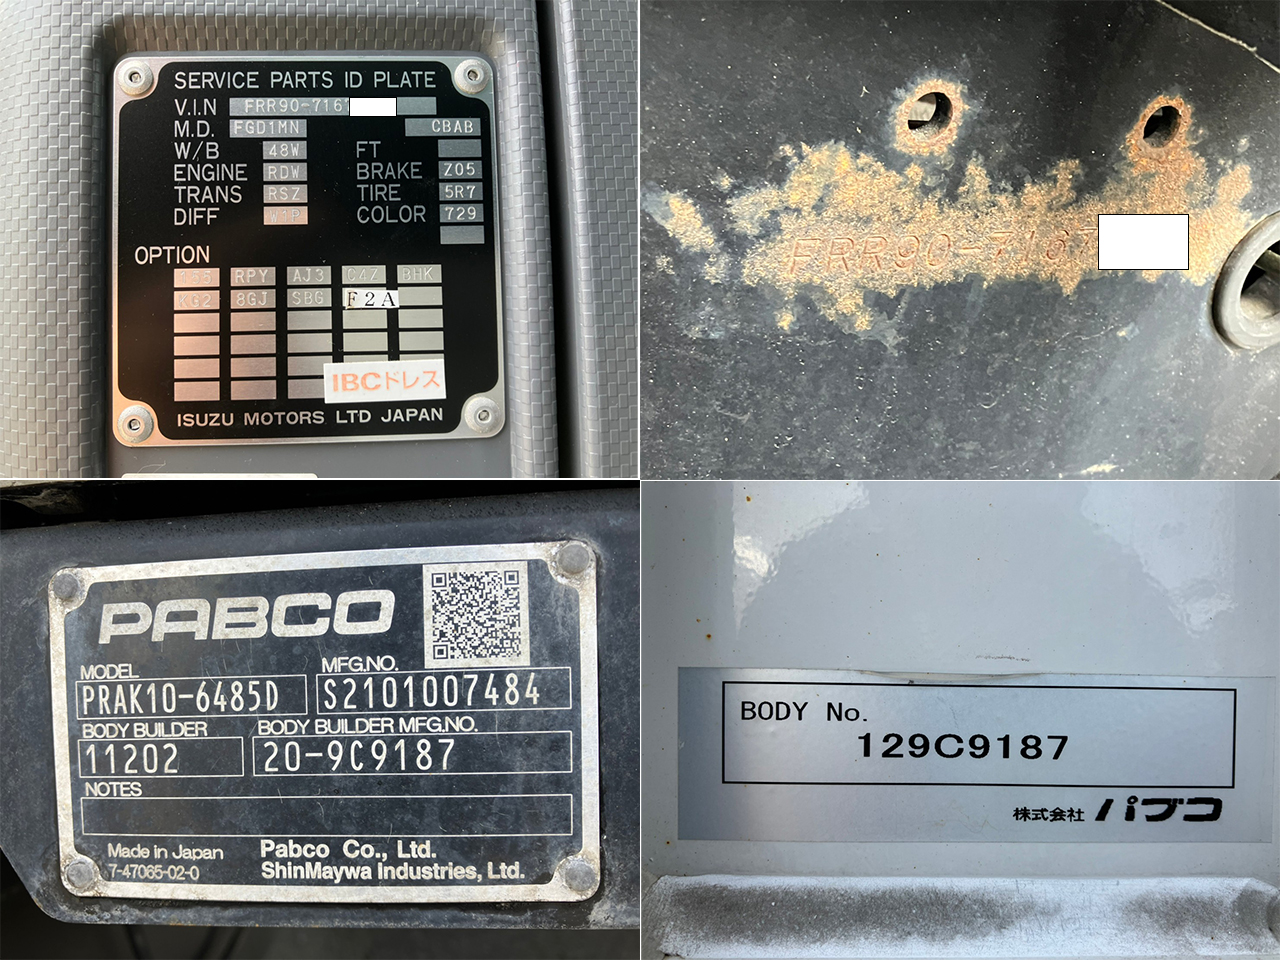 SERVICE PARTS ID PLATE
V.I.N FRR90-7167
M.D. FGD1MN CBAB
W/B 48W FT
ENGINE RDW BRAKE Z05
TRANS RSZ TIRE 5R7
DIFF W1P COLOR 729
OPTION
RPY AJ3 C4Z BHK
KG2 8GJ SBG F2A
IBCドレス
ISUZU MOTORS LTD JAPAN
FRR90-7167
PABCO
MODEL MFG.NO.
PRAK10-6485D S2101007484
BODY BUILDER BODY BUILDER MFG.NO.
11202 20-9C9187
NOTES
Made in Japan Pabco Co., Ltd.
7-47065-02-0 ShinMaywa Industries, Ltd.
BODY No.
129C9187
株式会社 パブコ